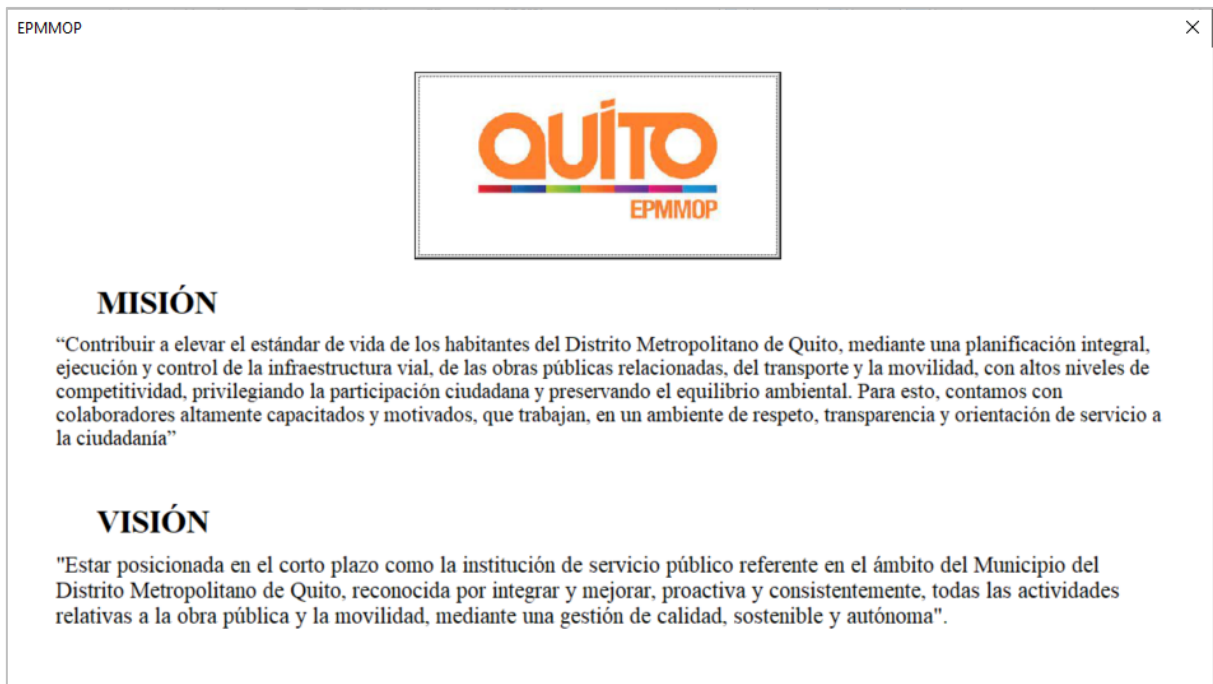 EPMMOP
QUÍTO
EPMMOP
MISIÓN
“Contribuir a elevar el estándar de vida de los habitantes del Distrito Metropolitano de Quito, mediante una planificación integral,
ejecución y control de la infraestructura vial, de las obras públicas relacionadas, del transporte y la movilidad, con altos niveles de
competitividad, privilegiando la participación ciudadana y preservando el equilibrio ambiental. Para esto, contamos con
colaboradores altamente capacitados y motivados, que trabajan, en un ambiente de respeto, transparencia y orientación de servicio a
la ciudadanía”
VISIÓN
"Estar posicionada en el corto plazo como la institución de servicio público referente en el ámbito del Municipio del
Distrito Metropolitano de Quito, reconocida por integrar y mejorar, proactiva y consistentemente, todas las actividades
relativas a la obra pública y la movilidad, mediante una gestión de calidad, sostenible y autónoma".